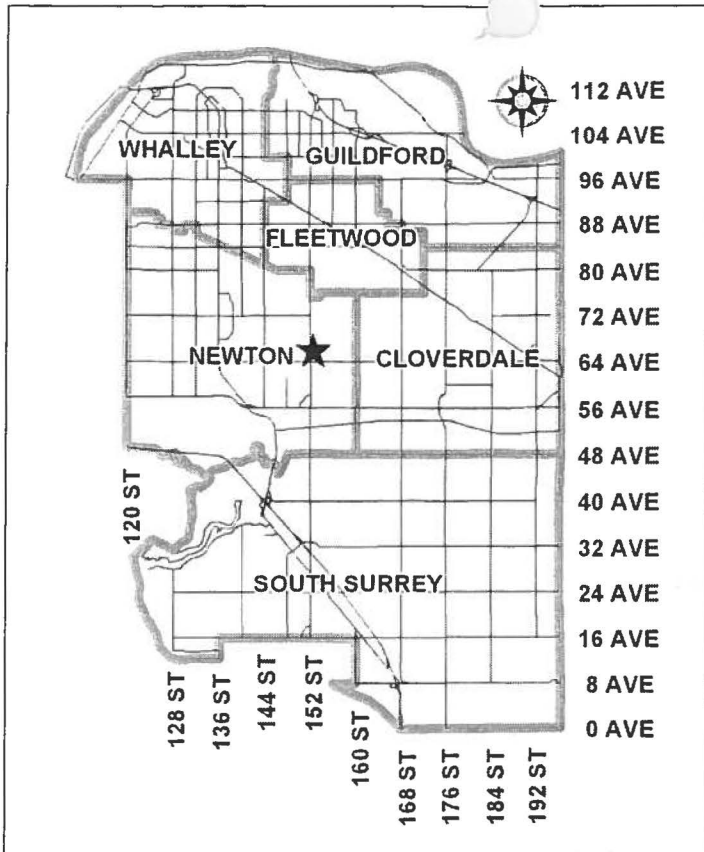 112 AVE
104 AVE
WHALLEY
GUILDFORD
96 AVE
88 AVE
FLEETWOOD
80 AVE
72 AVE
NEWTON
CLOVERDALE
64 AVE
56 AVE
48 AVE
120 ST
40 AVE
32 AVE
SOUTH SURREY
24 AVE
16 AVE
128 ST
136 ST
144 ST
152 ST
160 ST
8 AVE
0 AVE
168 ST
176 ST
184 ST
192 ST